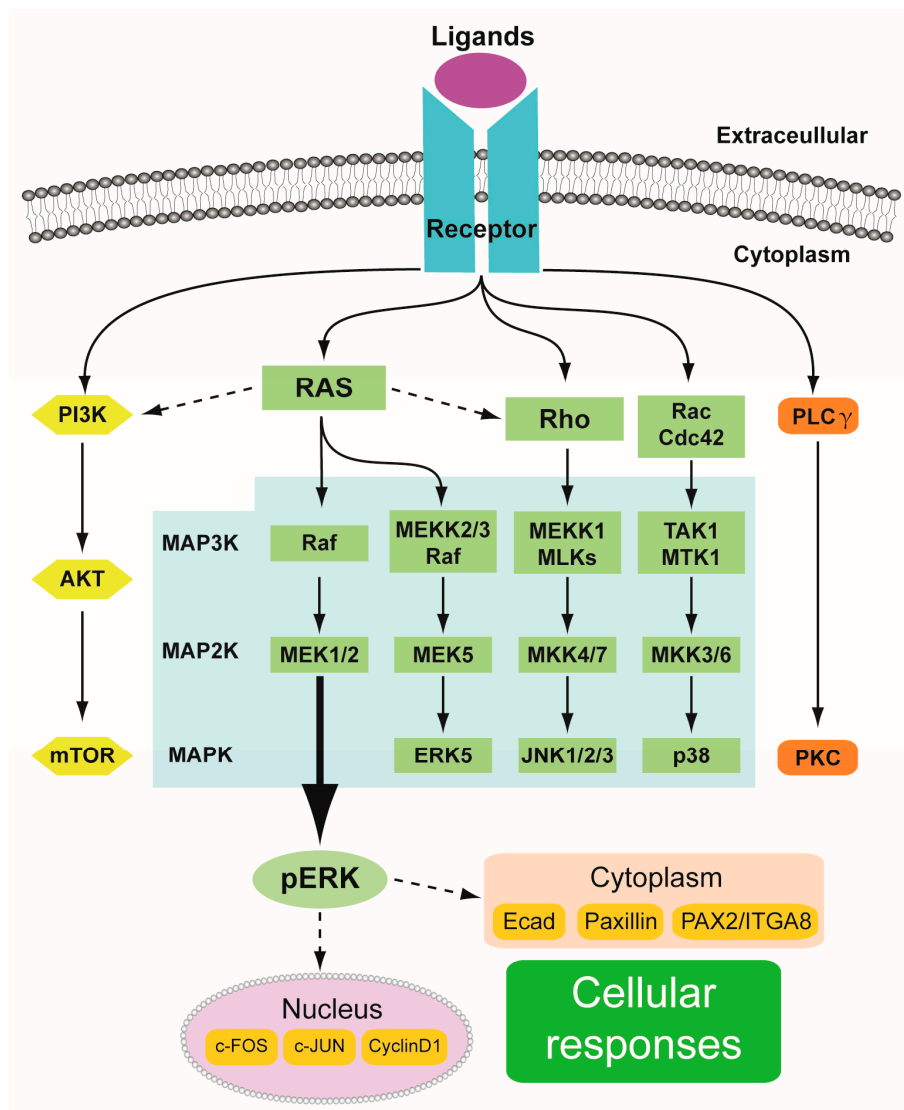 Ligands
Extraceullular
Receptor
Cytoplasm
RAS
PI3K
Rho
Rac
Cdc42
PLC γ
MAP3K
Raf
MEKK2/3
Raf
MEKK1
MLKs
TAK1
MTK1
AKT
MAP2K
MEK1/2
MEK5
MKK4/7
MKK3/6
mTOR
MAPK
ERK5
JNK1/2/3
p38
PKC
pERK
Cytoplasm
Ecad
Paxillin
PAX2/ITGA8
Nucleus
c-FOS
c-JUN
CyclinD1
Cellular
responses